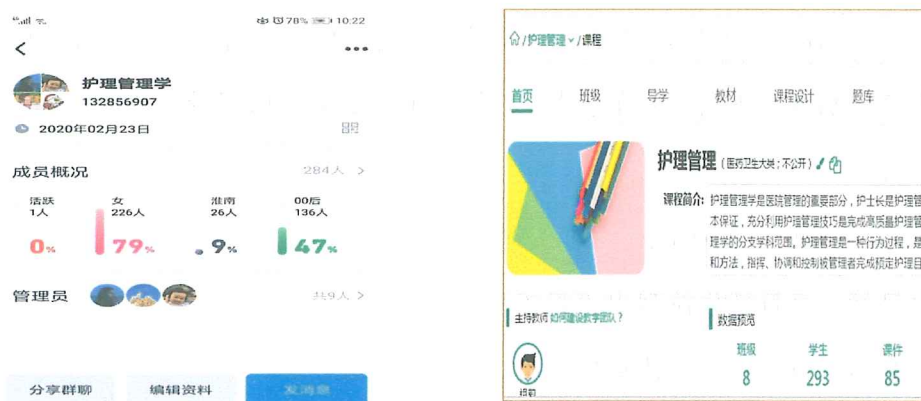 78% 10:22
护理管理学
132856907
2020年02月23日
成员概况
284人 >
活跃 女 淮南 00后
1人 226人 26人 136人
0% 79% 9% 47%
管理员
共9人 >
分享群聊 编辑资料 发消息
/护理管理 /课程
首页 班级 导学 教材 课程设计 题库
护理管理 (医药卫生大类;不公开)
课程简介: 护理管理学是医院管理的重要部分,护士长是护理管
本保证,充分利用护理管理技巧是完成高质量护理管
理学的分支学科范围。护理管理是一种行为过程,是
和方法,指挥、协调和控制被管理者完成预定护理目
主持教师 如何建设教学团队?
数据预览
班级 学生 课件
8 293 85